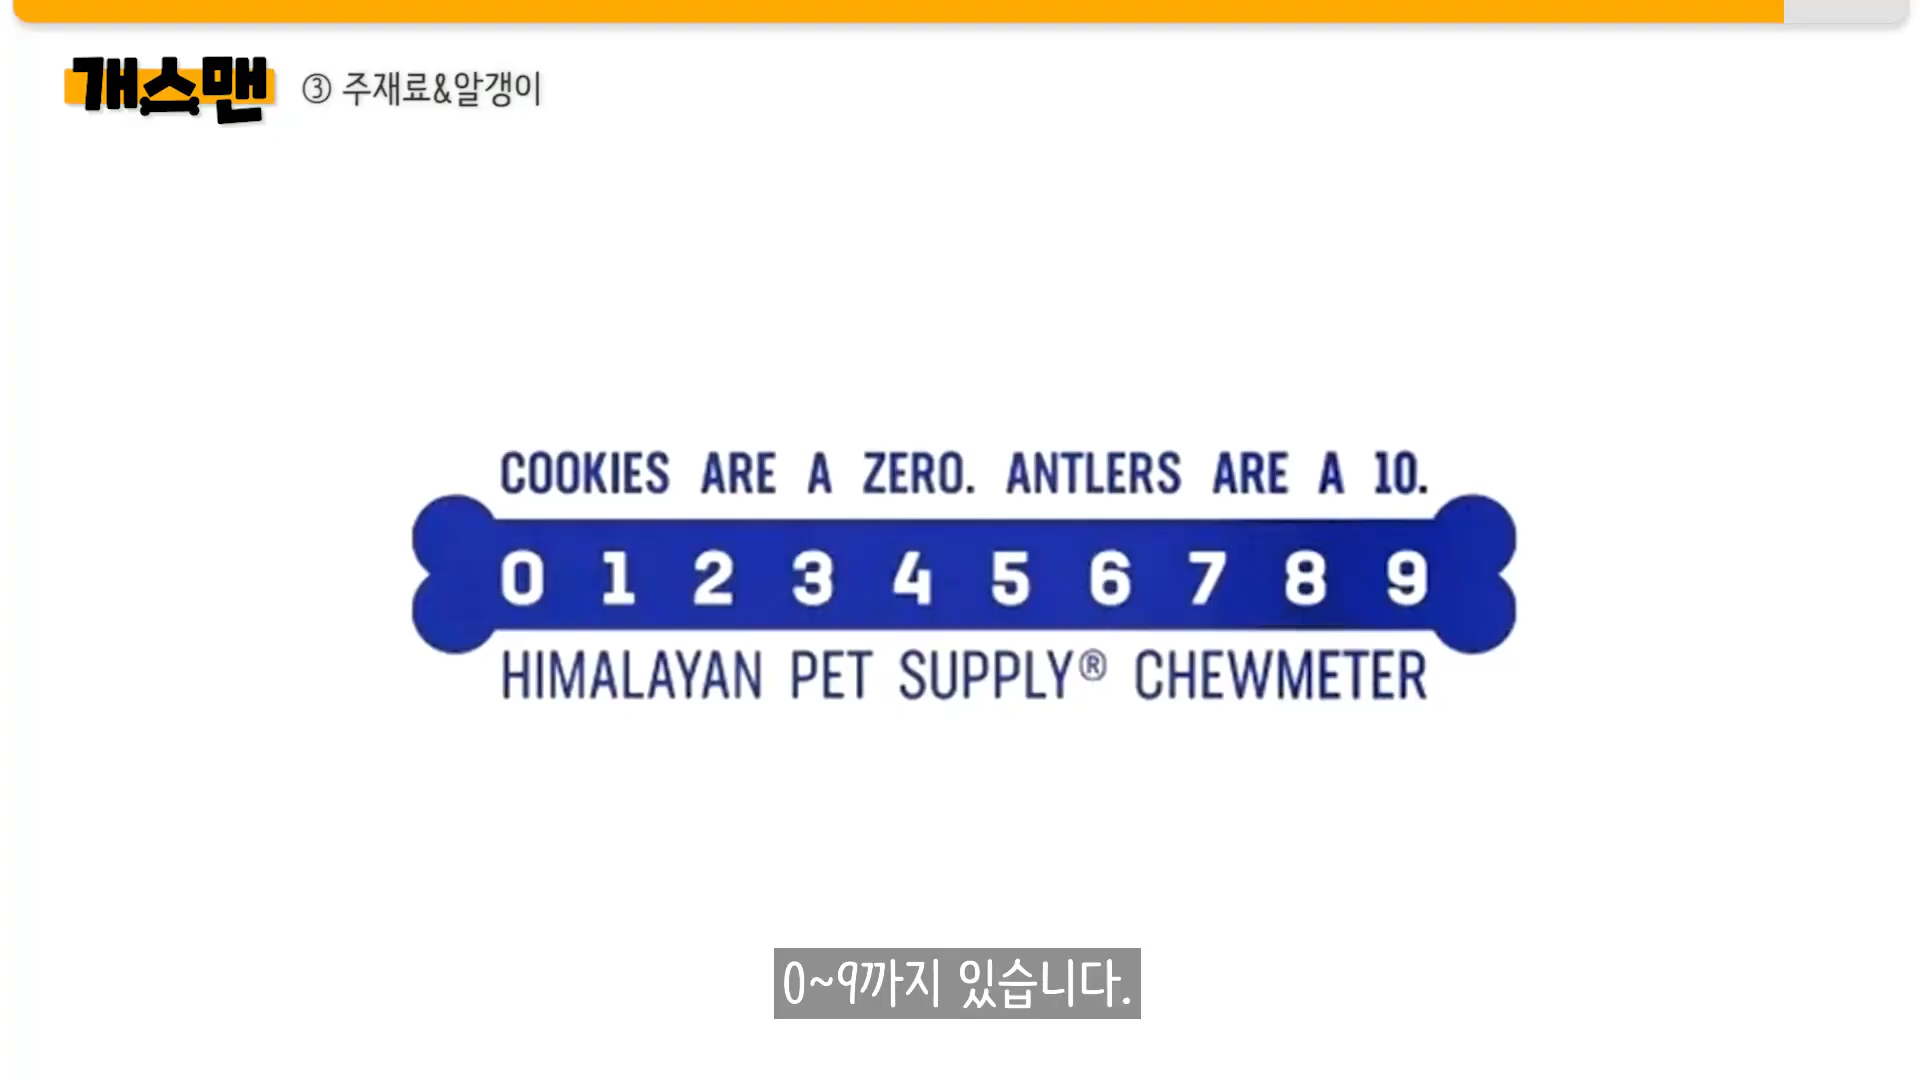 개스맨
③ 주재료&알갱이
COOKIES ARE A ZERO. ANTLERS ARE A 10.
0 1 2 3 4 5 6 7 8 9
HIMALAYAN PET SUPPLY® CHEWMETER
0~9까지 있습니다.